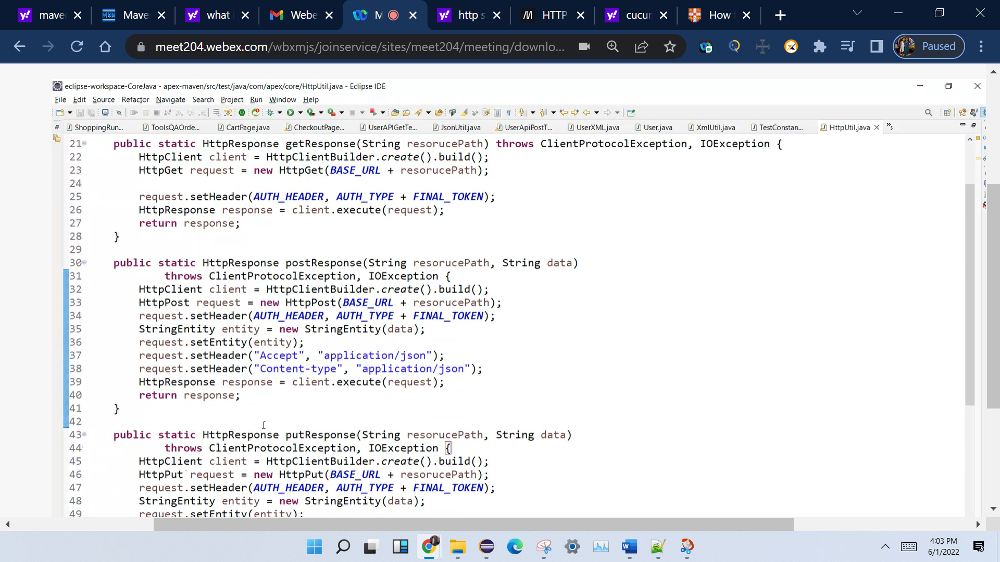 maver
Maver
what i
Webe
M
http s
HTTP
cucur
How t
meet204.webex.com/wbxmjs/joinservice/sites/meet204/meeting/downlo...
Paused
eclipse-workspace-CoreJava - apex-maven/src/test/java/com/apex/core/HttpUtil.java - Eclipse IDE
File Edit Source Refactor Navigate Search Project Run Window Help
ShoppingRun... ToolsQAOrde... CartPage.java CheckoutPage... UserAPIGetTe... JsonUtil.java UserApiPostT... UserXML.java User.java XmlUtil.java TestConstan... HttpUtil.java »5
21 public static HttpResponse getResponse(String resorucePath) throws ClientProtocolException, IOException {
22 HttpClient client = HttpClientBuilder.create().build();
23 HttpGet request = new HttpGet(BASE_URL + resorucePath);
24
25 request.setHeader(AUTH_HEADER, AUTH_TYPE + FINAL_TOKEN);
26 HttpResponse response = client.execute(request);
27 return response;
28 }
29
30 public static HttpResponse postResponse(String resorucePath, String data)
31 throws ClientProtocolException, IOException {
32 HttpClient client = HttpClientBuilder.create().build();
33 HttpPost request = new HttpPost(BASE_URL + resorucePath);
34 request.setHeader(AUTH_HEADER, AUTH_TYPE + FINAL_TOKEN);
35 StringEntity entity = new StringEntity(data);
36 request.setEntity(entity);
37 request.setHeader("Accept", "application/json");
38 request.setHeader("Content-type", "application/json");
39 HttpResponse response = client.execute(request);
40 return response;
41 }
42
43 public static HttpResponse putResponse(String resorucePath, String data)
44 throws ClientProtocolException, IOException {
45 HttpClient client = HttpClientBuilder.create().build();
46 HttpPut request = new HttpPut(BASE_URL + resorucePath);
47 request.setHeader(AUTH_HEADER, AUTH_TYPE + FINAL_TOKEN);
48 StringEntity entity = new StringEntity(data);
49 request.setEntity(entity);
4:03 PM
6/1/2022